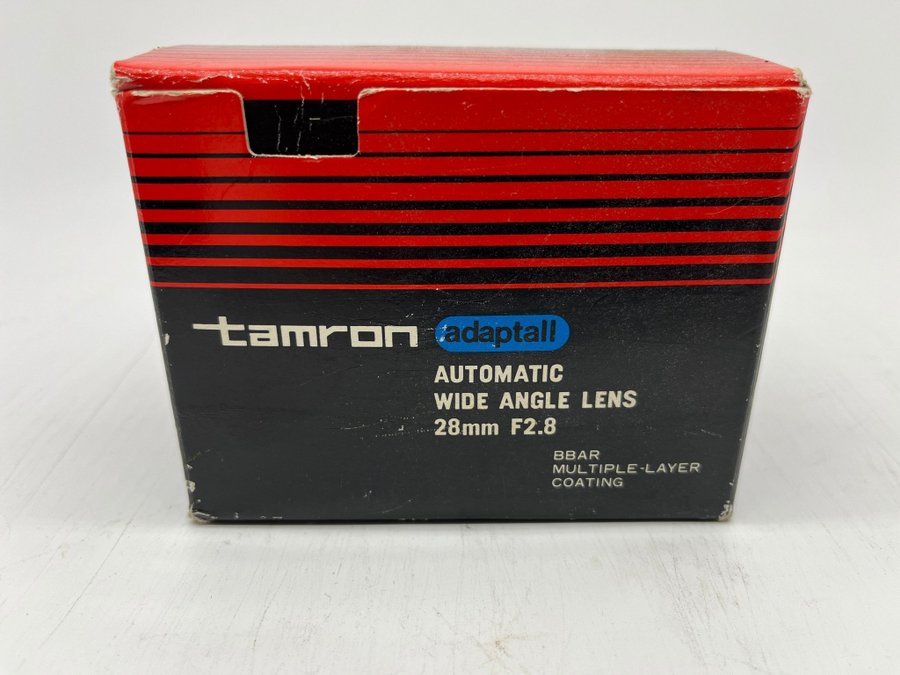 tamron adaptall
AUTOMATIC
WIDE ANGLE LENS
28mm F2.8
BBAR
MULTIPLE-LAYER
COATING